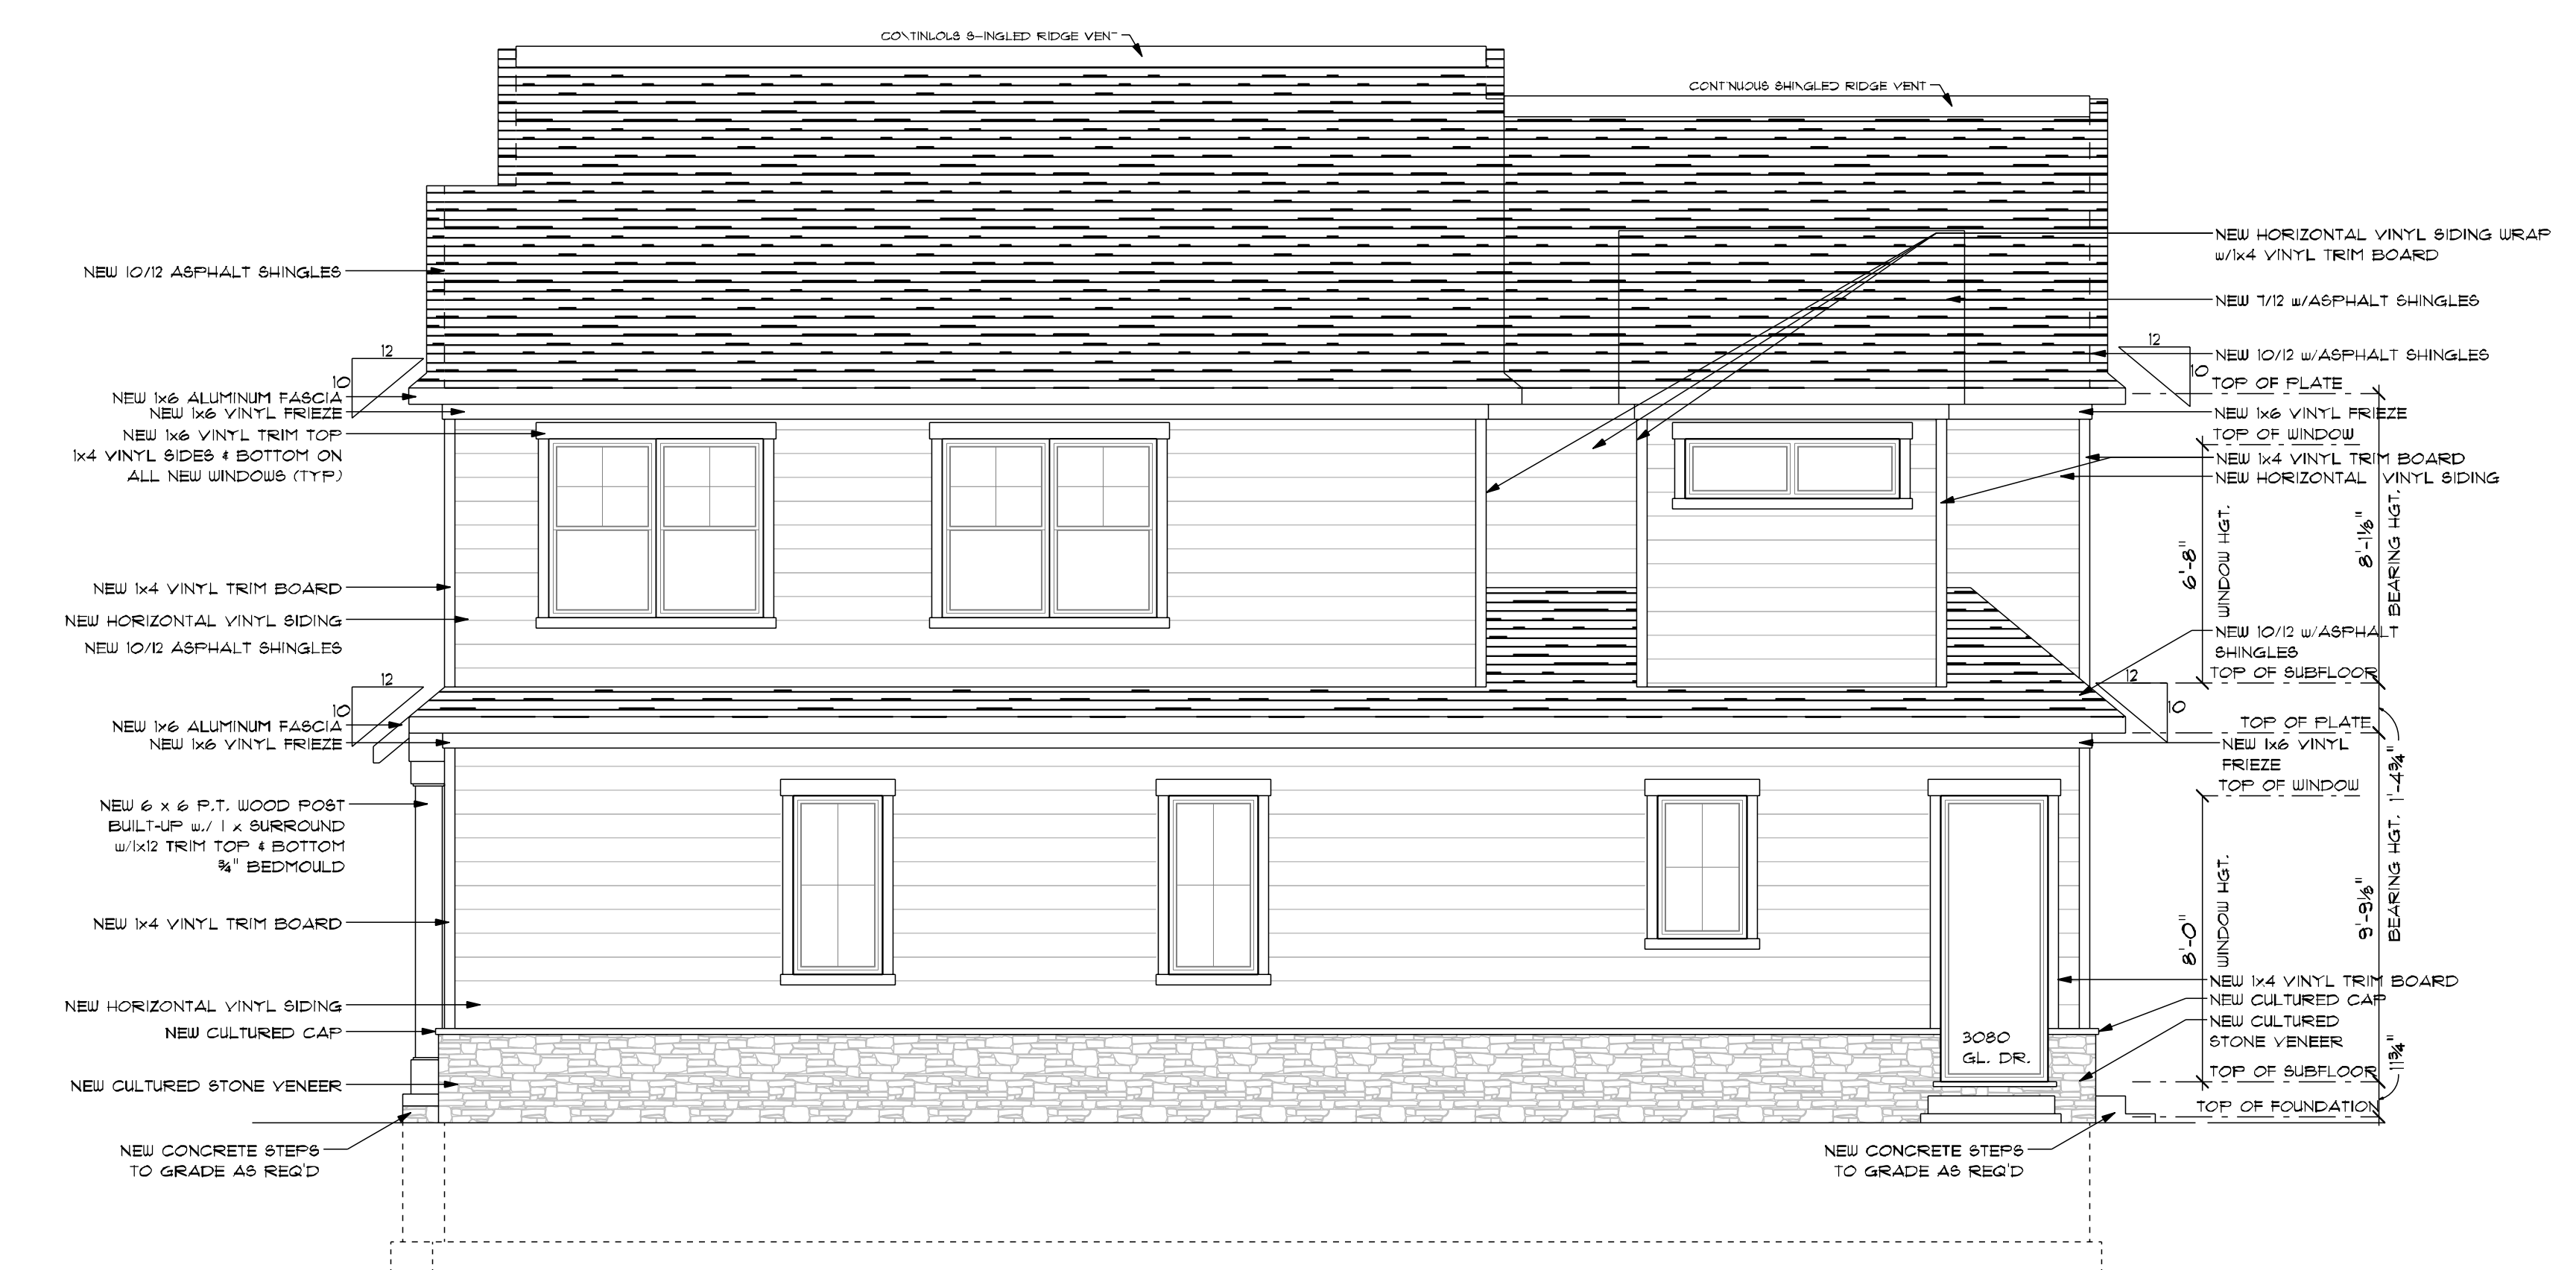 CONTINUOUS SHINGLED RIDGE VENT
CONTINUOUS SHINGLED RIDGE VENT
NEW HORIZONTAL VINYL SIDING WRAP
w/1x4 VINYL TRIM BOARD
NEW 10/12 ASPHALT SHINGLES
NEW 7/12 w/ASPHALT SHINGLES
12
10
12
10
NEW 10/12 w/ASPHALT SHINGLES
TOP OF PLATE
NEW 1x6 ALUMINUM FASCIA
NEW 1x6 VINYL FRIEZE
NEW 1x6 VINYL FRIEZE
NEW 1x6 VINYL TRIM TOP
1x4 VINYL SIDES & BOTTOM ON
ALL NEW WINDOWS (TYP.)
TOP OF WINDOW
NEW 1x4 VINYL TRIM BOARD
NEW HORIZONTAL VINYL SIDING
6'-8"
WINDOW HGT.
8'-1⅛"
BEARING HGT.
NEW 1x4 VINYL TRIM BOARD
NEW HORIZONTAL VINYL SIDING
NEW 10/12 ASPHALT SHINGLES
NEW 10/12 w/ASPHALT
SHINGLES
TOP OF SUBFLOOR
12
10
12
10
NEW 1x6 ALUMINUM FASCIA
NEW 1x6 VINYL FRIEZE
TOP OF PLATE
NEW 1x6 VINYL
FRIEZE
1'-4¾"
TOP OF WINDOW
NEW 6 x 6 P.T. WOOD POST
BUILT-UP w./ 1 x SURROUND
w/1x12 TRIM TOP & BOTTOM
¾" BEDMOULD
8'-0"
WINDOW HGT.
9'-9⅛"
BEARING HGT.
NEW 1x4 VINYL TRIM BOARD
NEW HORIZONTAL VINYL SIDING
NEW CULTURED CAP
NEW CULTURED STONE VENEER
NEW 1x4 VINYL TRIM BOARD
NEW CULTURED CAP
NEW CULTURED
STONE VENEER
3080
GL. DR.
TOP OF SUBFLOOR
11¾"
TOP OF FOUNDATION
NEW CONCRETE STEPS
TO GRADE AS REQ'D
NEW CONCRETE STEPS
TO GRADE AS REQ'D